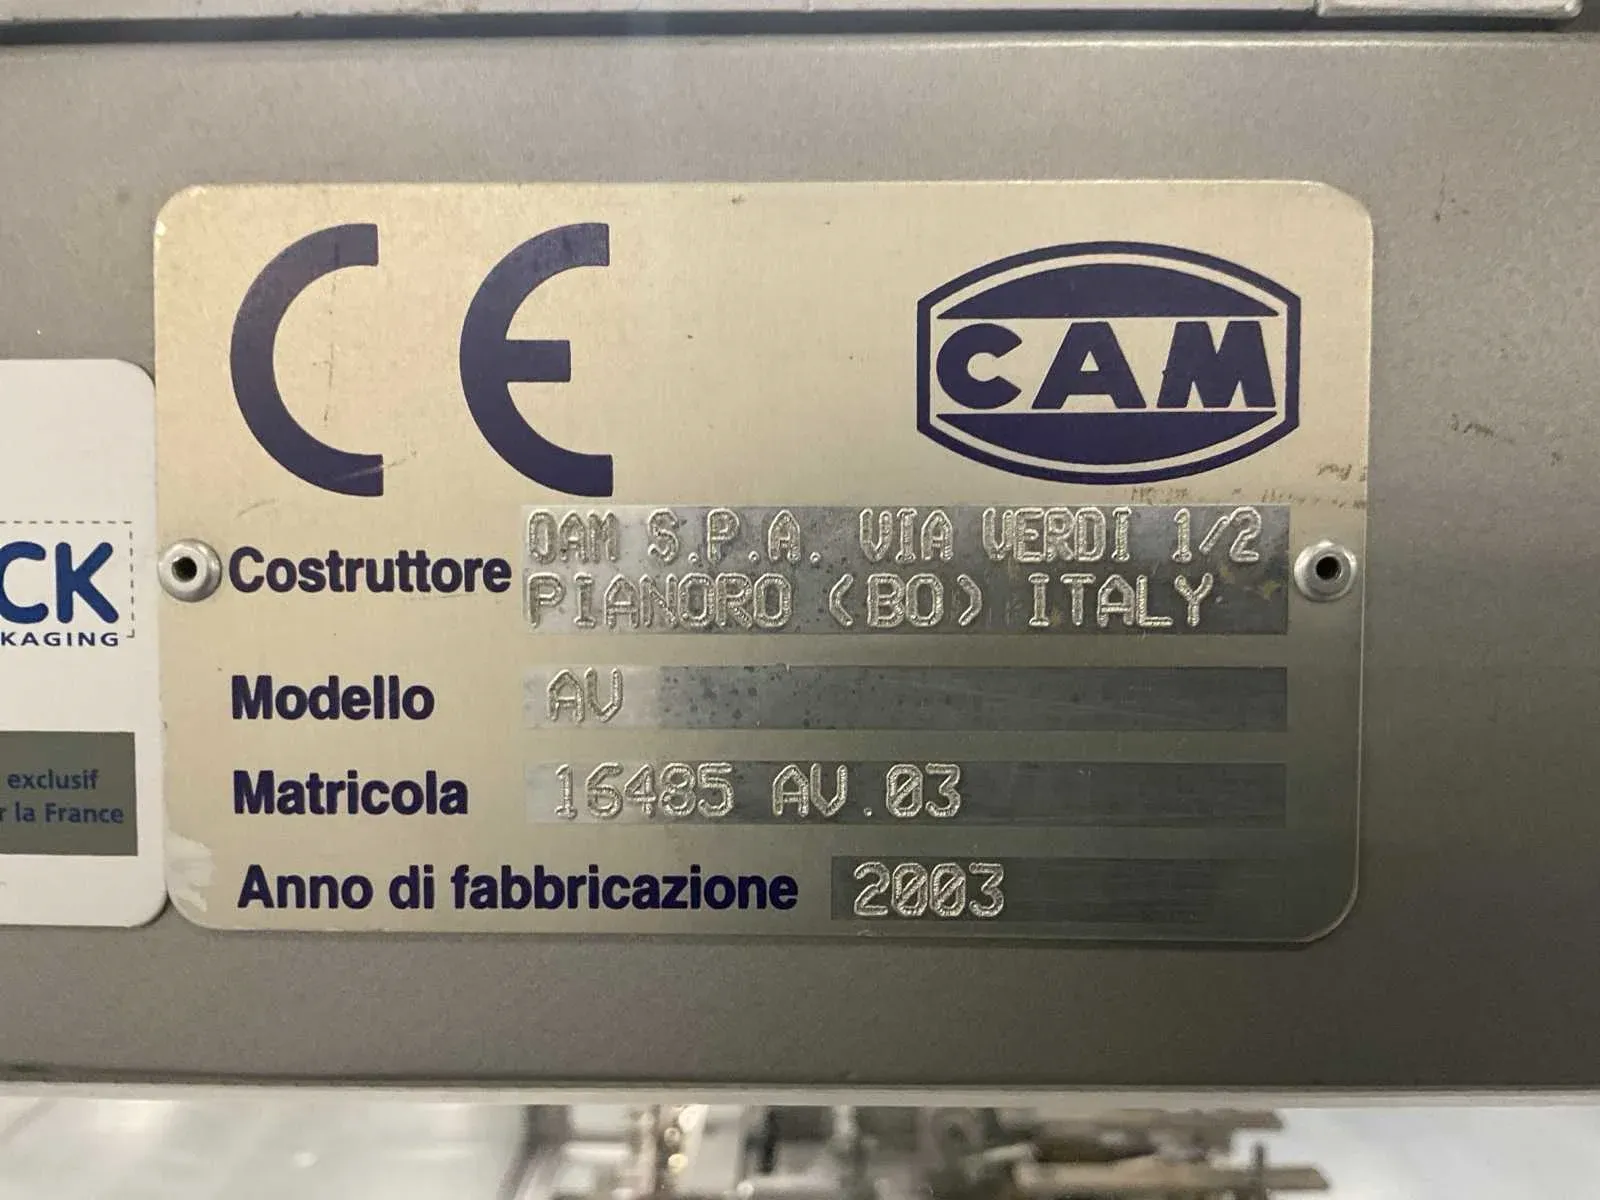 CE
CAM
Costruttore OAM S.P.A. VIA VERDI 1/2
PIANORO (BO) ITALY
Modello AV
Matricola 16485 AV.03
Anno di fabbricazione 2003
CK
KAGING
exclusif
r la France